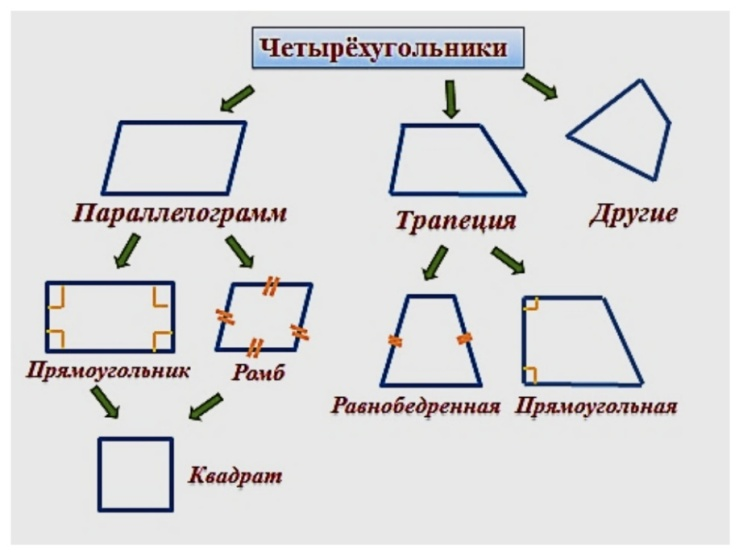 Четырёхугольники
Параллелограмм
Трапеция
Другие
Прямоугольник
Ромб
Равнобедренная
Прямоугольная
Квадрат